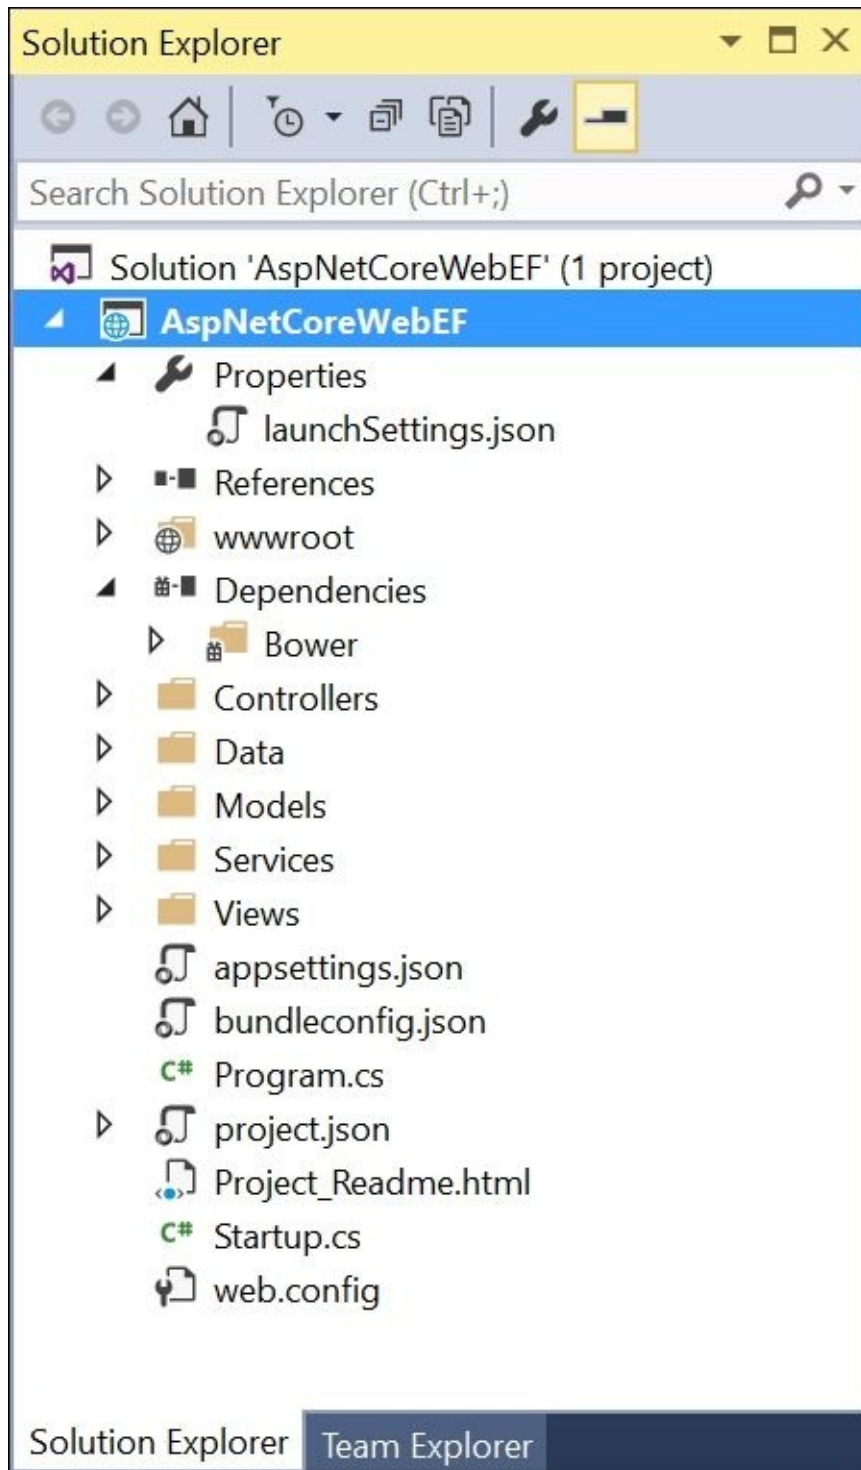 Solution Explorer
Search Solution Explorer (Ctrl+;)
Solution 'AspNetCoreWebEF' (1 project)
AspNetCoreWebEF
Properties
launchSettings.json
References
wwwroot
Dependencies
Bower
Controllers
Data
Models
Services
Views
appsettings.json
bundleconfig.json
C# Program.cs
project.json
Project_Readme.html
C# Startup.cs
web.config
Solution Explorer Team Explorer